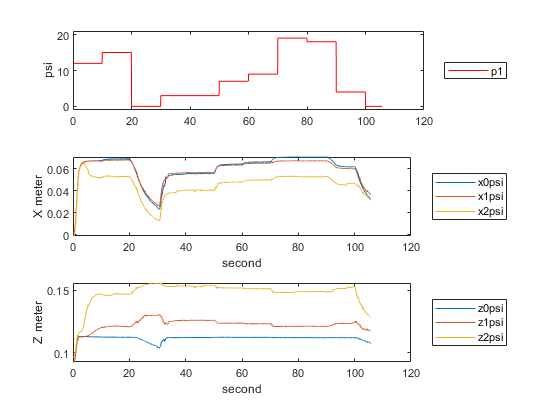 psi
20
10
0
0 20 40 60 80 100 120
p1
X meter
0.06
0.04
0.02
0
0 20 40 60 80 100 120
second
x0psi
x1psi
x2psi
Z meter
0.15
0.1
0 20 40 60 80 100 120
second
z0psi
z1psi
z2psi